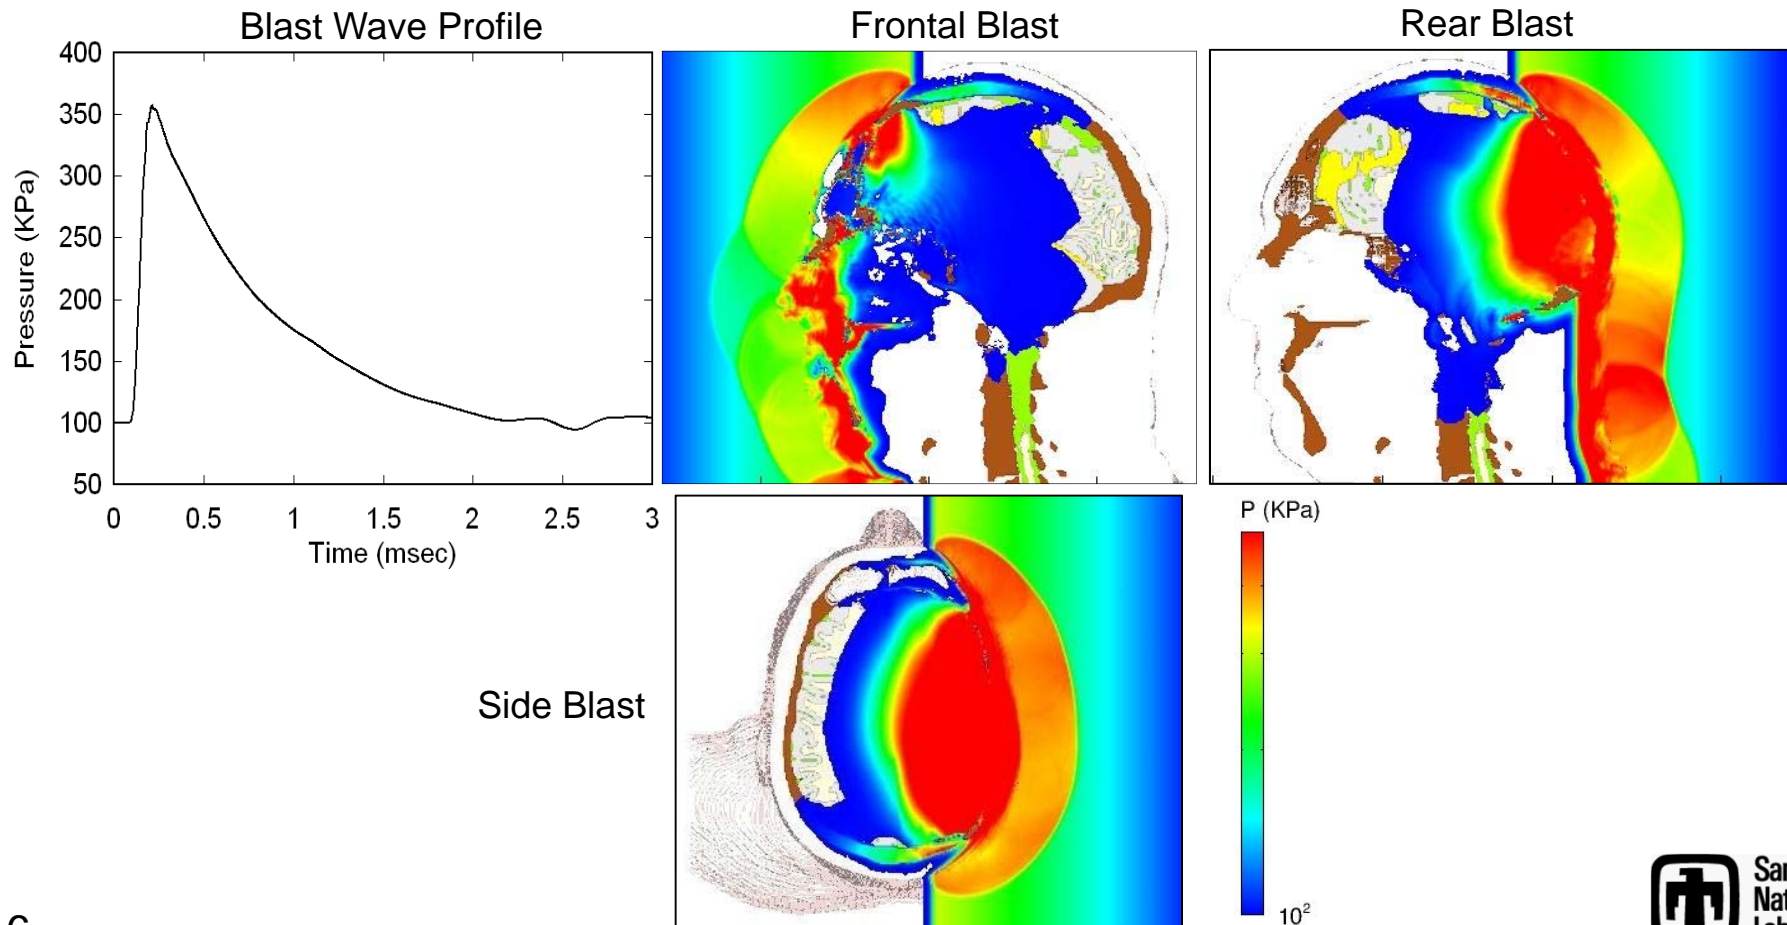 Blast Wave Profile
Frontal Blast
Rear Blast
400
350
300
250
200
150
100
50
Pressure (KPa)
0 0.5 1 1.5 2 2.5 3
Time (msec)
Side Blast
P (KPa)
10²